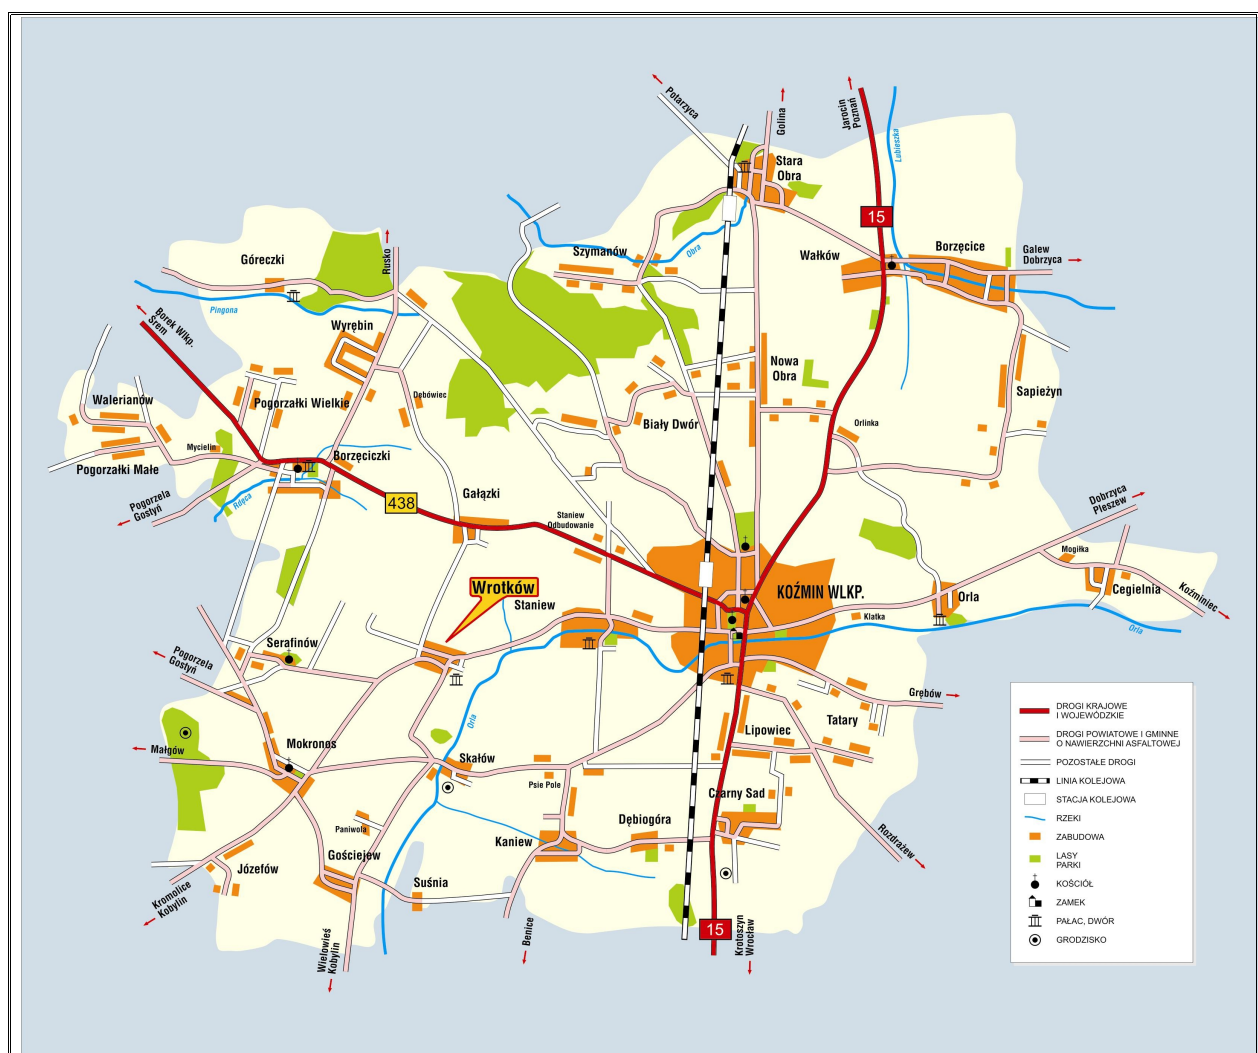 Potarzyca
Golina
Jarocin
Poznań
Lubieszka
Stara
Obra
15
Góreczki
Rusko
Szymanów
Obra
Wałków
Borzęcice
Galew
Dobrzyca
Pingona
Borek Wlkp.
Śrem
Wyrębin
Nowa
Obra
Sapieżyn
Walerianów
Pogorzałki Wielkie
Dębówiec
Biały Dwór
Orlinka
Mycielin
Borzęciczki
Pogorzałki Małe
Rdęca
Pogorzela
Gostyń
438
Gałązki
Staniew
Odbudowanie
Dobrzyca
Pleszew
Mogiłka
Wrotków
Staniew
KOŹMIN WLKP.
Orla
Cegielnia
Koźminiec
Klatka
Orla
Serafinów
Pogorzela
Gostyń
Grębów
Orla
Lipowiec
Tatary
Małgów
Mokronos
Skałów
Psie Pole
Czarny Sad
Paniwola
Dębiogóra
Kaniew
Rozdrażew
Gościejew
Józefów
Suśnia
Kromolice
Kobylin
Wielowieś
Kobylin
Benice
15
Krotoszyn
Wrocław
DROGI KRAJOWE
I WOJEWÓDZKIE
DROGI POWIATOWE I GMINNE
O NAWIERZCHNI ASFALTOWEJ
POZOSTAŁE DROGI
LINIA KOLEJOWA
STACJA KOLEJOWA
RZEKI
ZABUDOWA
LASY
PARKI
KOŚCIÓŁ
ZAMEK
PAŁAC, DWÓR
GRODZISKO